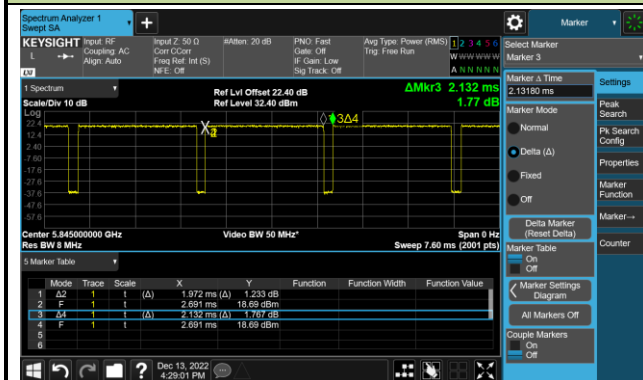 Spectrum Analyzer 1
Swept SA
+
Marker
KEYSIGHT
L
LXI
Input: RF
Coupling: AC
Align: Auto
Input Z: 50 Ω
Corr CCorr
Freq Ref: Int (S)
NFE: Off
#Atten: 20 dB
PNO: Fast
Gate: Off
IF Gain: Low
Sig Track: Off
Avg Type: Power (RMS)
Trig: Free Run
1 2 3 4 5 6
W W W W W W
A N N N N N
Select Marker
Marker 3
Marker Δ Time
2.13180 ms
Marker Mode
Normal
Delta (Δ)
Fixed
Off
Delta Marker
(Reset Delta)
Marker Table
On
Off
Marker Settings
Diagram
All Markers Off
Couple Markers
On
Off
Settings
Peak
Search
Pk Search
Config
Properties
Marker
Function
Marker→
Counter
1 Spectrum
Scale/Div 10 dB
Ref Lvl Offset 22.40 dB
Ref Level 32.40 dBm
ΔMkr3 2.132 ms
1.77 dB
Log
22.4
12.4
2.40
-7.60
-17.6
-27.6
-37.6
-47.6
-57.6
3Δ4
Center 5.845000000 GHz
Res BW 8 MHz
Video BW 50 MHz*
Span 0 Hz
Sweep 7.60 ms (2001 pts)
5 Marker Table
Mode Trace Scale X Y Function Function Width Function Value
1 Δ2 1 t (Δ) 1.972 ms (Δ) 1.233 dB
2 F 1 t 2.691 ms 18.69 dBm
3 Δ4 1 t (Δ) 2.132 ms (Δ) 1.767 dB
4 F 1 t 2.691 ms 18.69 dBm
5
6
?
Dec 13, 2022
4:29:01 PM